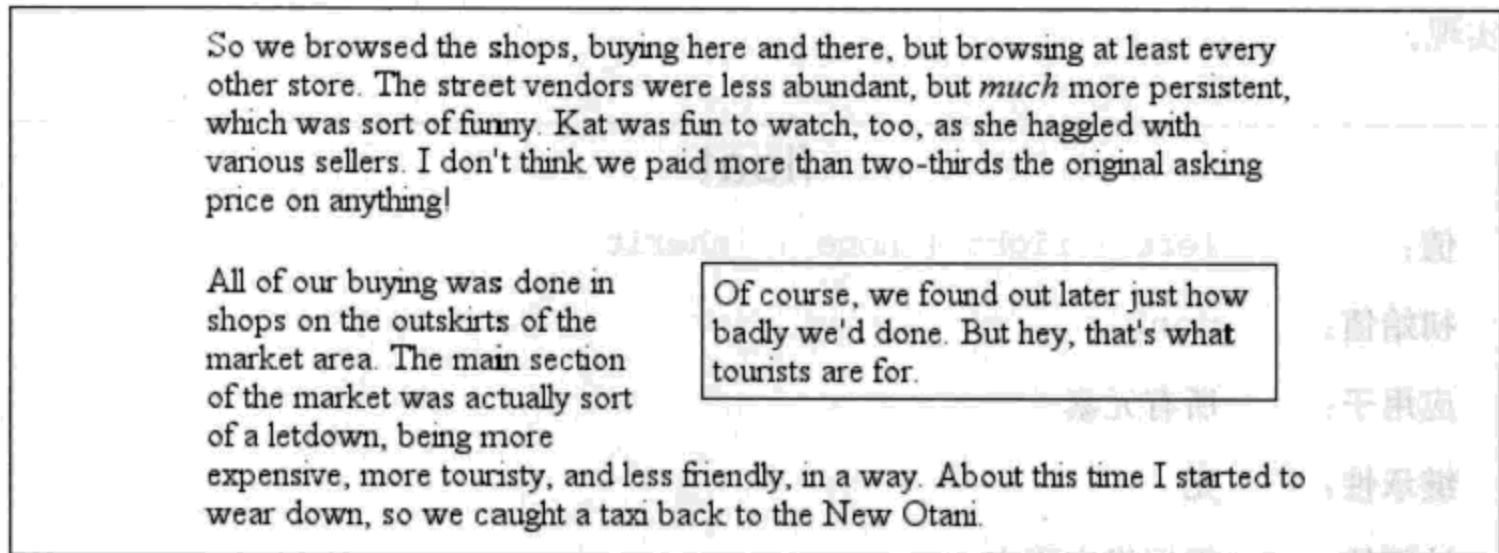 So we browsed the shops, buying here and there, but browsing at least every
other store. The street vendors were less abundant, but much more persistent,
which was sort of funny. Kat was fun to watch, too, as she haggled with
various sellers. I don't think we paid more than two-thirds the original asking
price on anything!
All of our buying was done in
shops on the outskirts of the
market area. The main section
of the market was actually sort
of a letdown, being more
expensive, more touristy, and less friendly, in a way. About this time I started to
wear down, so we caught a taxi back to the New Otani.
Of course, we found out later just how
badly we'd done. But hey, that's what
tourists are for.